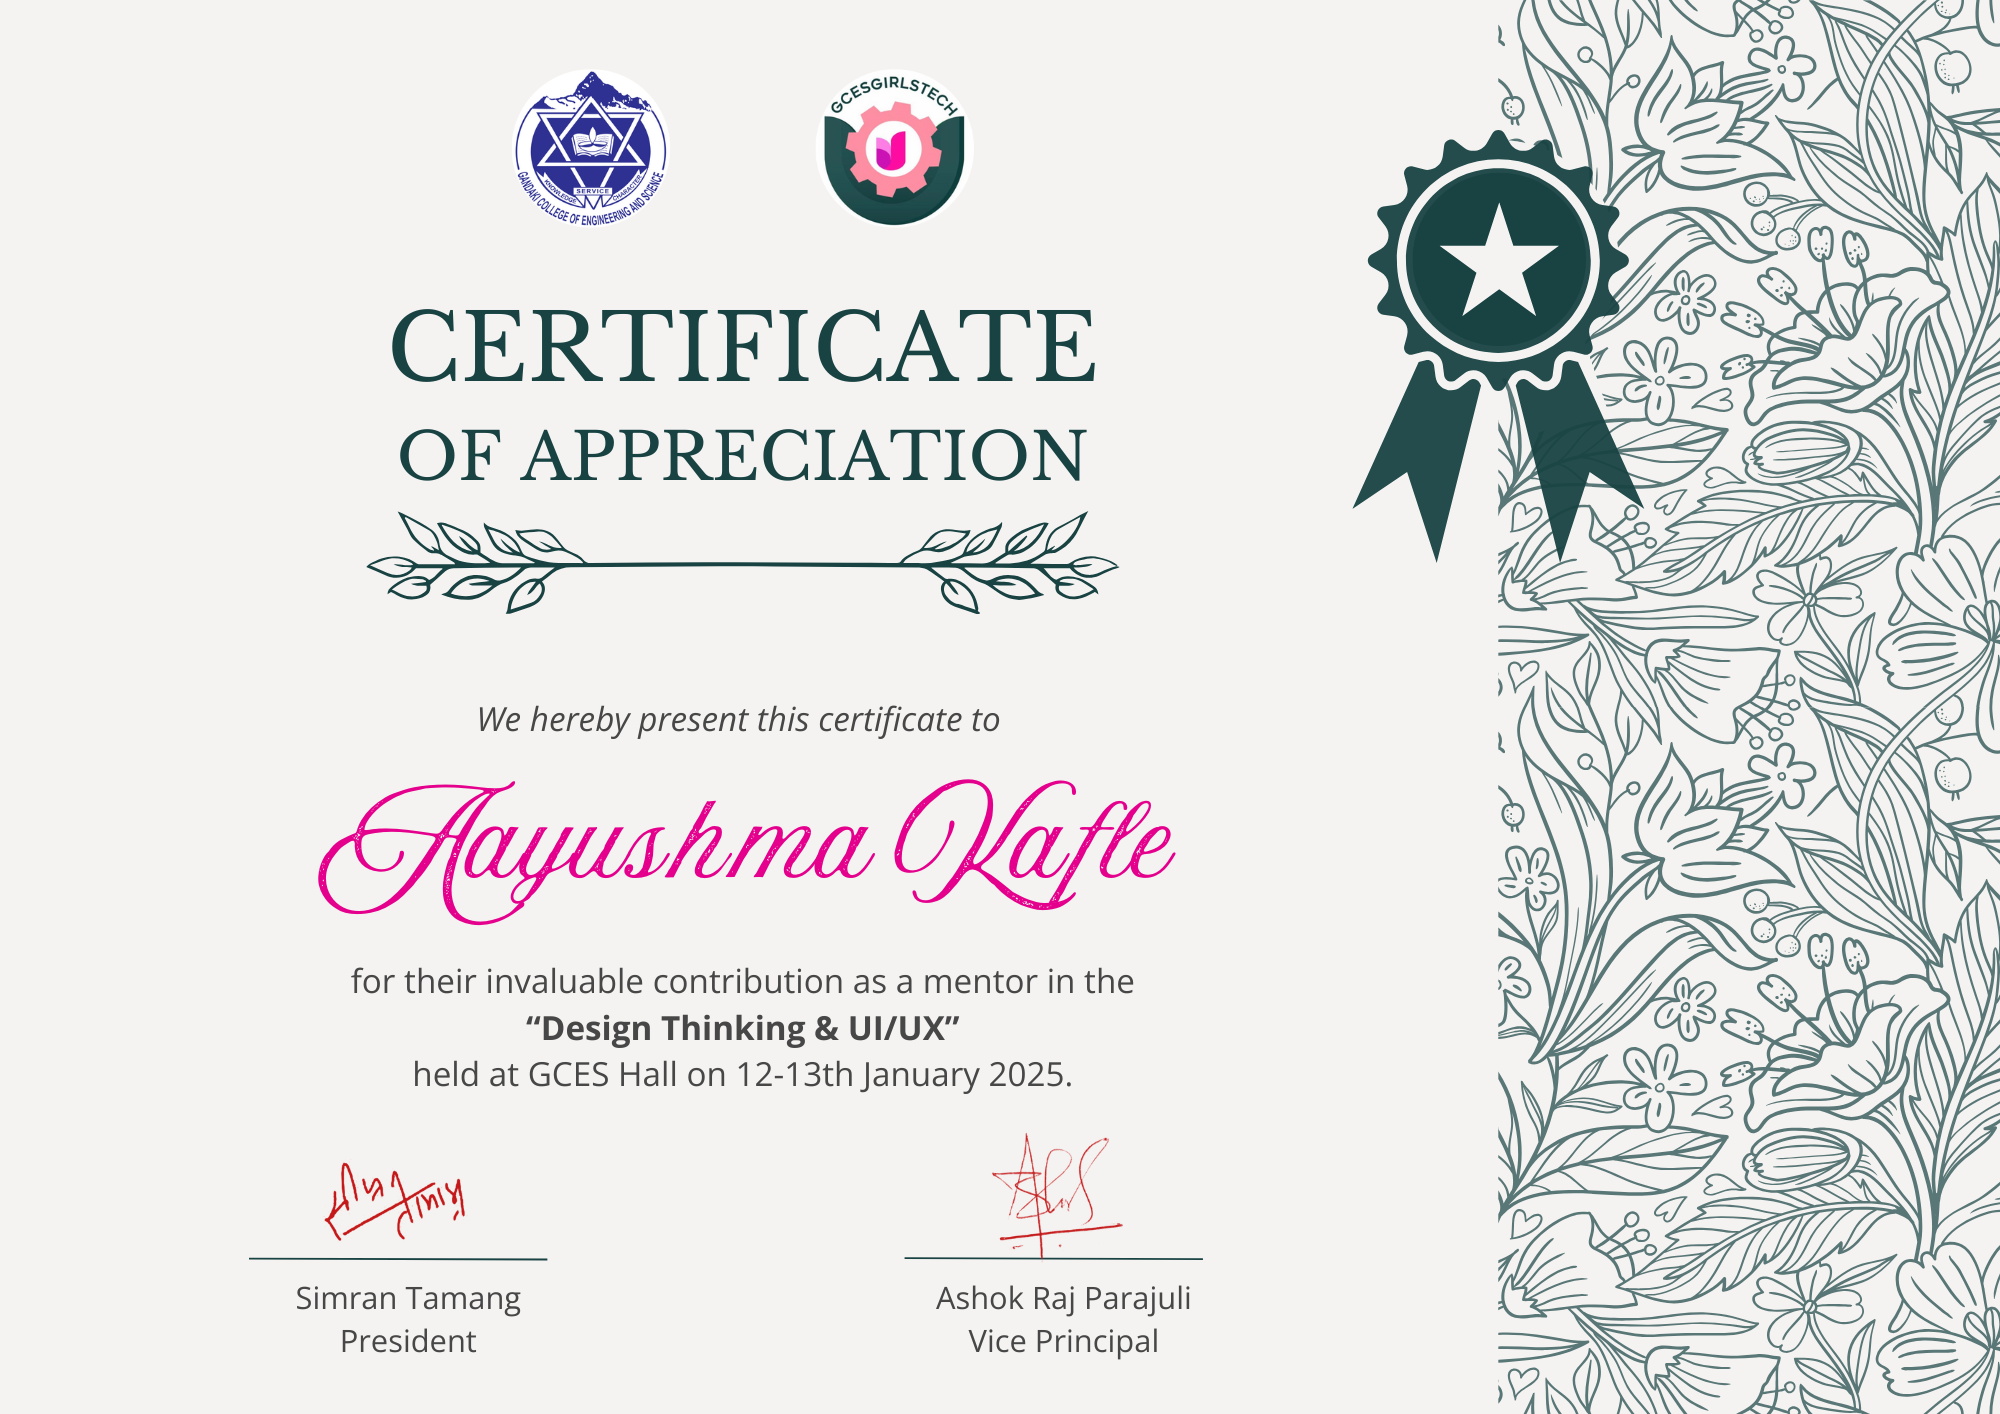 GANDAKI COLLEGE OF ENGINEERING AND SCIENCE
KNOWLEDGE SERVICE CHARACTER
GCESGIRLSTECH
CERTIFICATE
OF APPRECIATION
We hereby present this certificate to
Aayushma Kafle
for their invaluable contribution as a mentor in the
“Design Thinking & UI/UX”
held at GCES Hall on 12-13th January 2025.
Simran Tamang
President
Ashok Raj Parajuli
Vice Principal